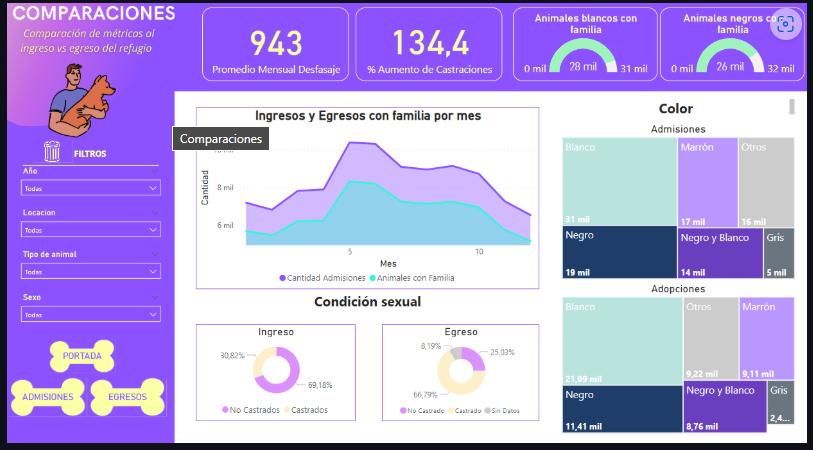 COMPARACIONES
Comparación de métricas al
ingreso vs egreso del refugio
FILTROS
Año
Todas
Locacion
Todas
Tipo de animal
Todas
Sexo
Todas
PORTADA
ADMISIONES
EGRESOS
943
Promedio Mensual Desfasaje
134,4
% Aumento de Castraciones
Animales blancos con
familia
0 mil
28 mil
31 mil
Animales negros con
familia
0 mil
26 mil
32 mil
Comparaciones
Ingresos y Egresos con familia por mes
Cantidad
8 mil
6 mil
5
10
Mes
Cantidad Admisiones
Animales con Familia
Condición sexual
Ingreso
30,82%
69,18%
No Castrados
Castrados
Egreso
8,19%
25,03%
66,79%
No Castrado
Castrado
Sin Datos
Color
Admisiones
Blanco
31 mil
Marrón
17 mil
Otros
16 mil
Negro
19 mil
Negro y Blanco
14 mil
Gris
5 mil
Adopciones
Blanco
21,09 mil
Otros
9,22 mil
Marrón
9,11 mil
Negro
11,41 mil
Negro y Blanco
8,76 mil
Gris
2,4...